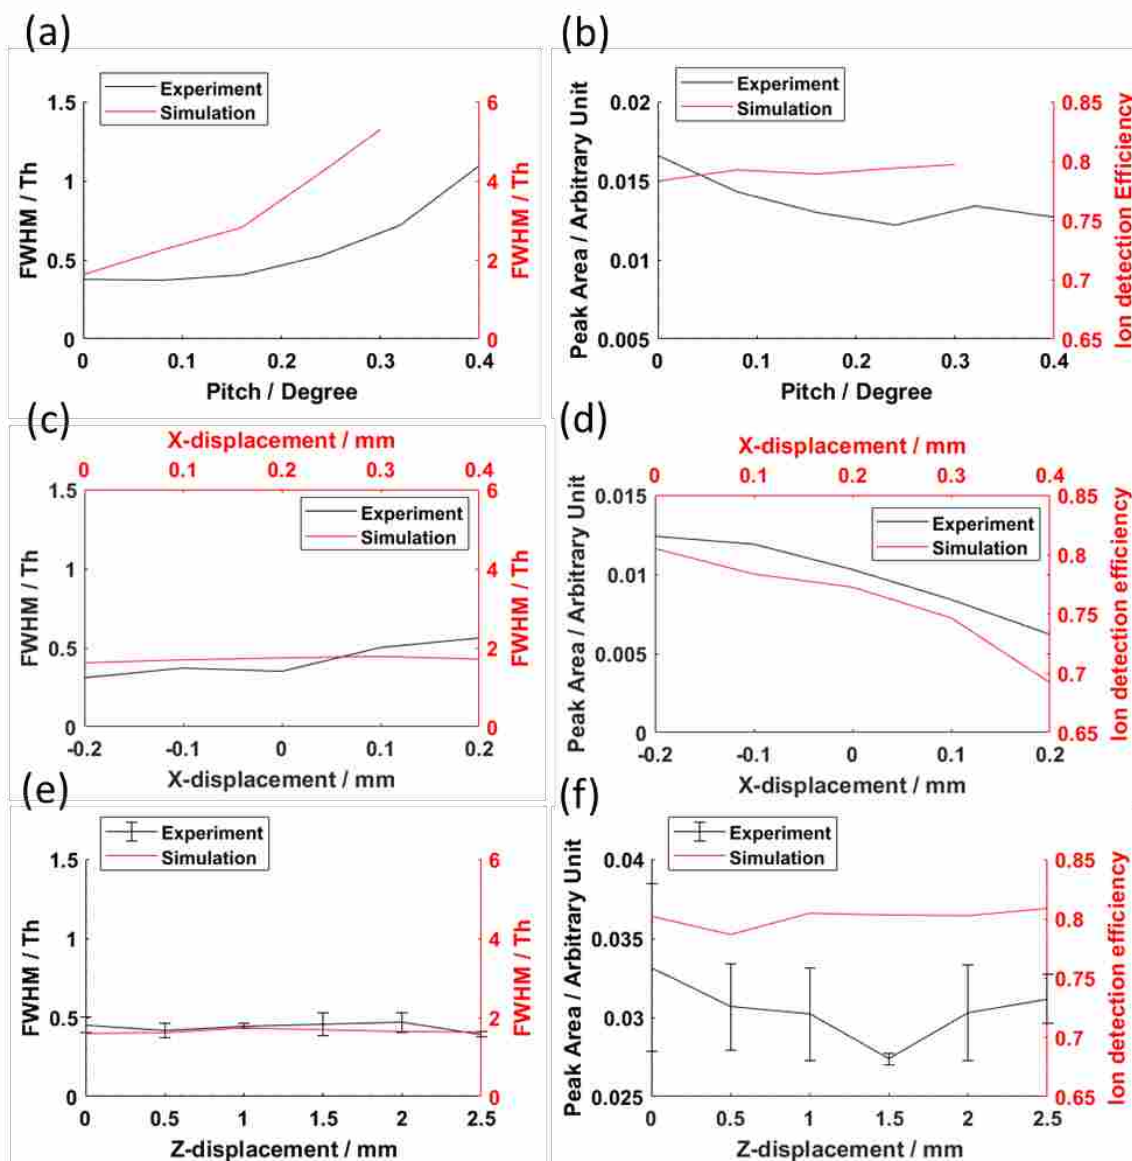 (a)
Experiment
Simulation
1.5
1
0.5
0
FWHM / Th
6
4
2
0
FWHM / Th
0 0.1 0.2 0.3 0.4
Pitch / Degree
(b)
Experiment
Simulation
0.02
0.015
0.01
0.005
Peak Area / Arbitrary Unit
0.85
0.8
0.75
0.7
0.65
Ion detection Efficiency
0 0.1 0.2 0.3 0.4
Pitch / Degree
(c)
X-displacement / mm
0 0.1 0.2 0.3 0.4
Experiment
Simulation
1.5
1
0.5
0
FWHM / Th
6
4
2
0
FWHM / Th
-0.2 -0.1 0 0.1 0.2
X-displacement / mm
(d)
X-displacement / mm
0 0.1 0.2 0.3 0.4
Experiment
Simulation
0.015
0.01
0.005
0
Peak Area / Arbitrary Unit
0.85
0.8
0.75
0.7
0.65
Ion detection efficiency
-0.2 -0.1 0 0.1 0.2
X-displacement / mm
(e)
Experiment
Simulation
1.5
1
0.5
0
FWHM / Th
6
4
2
0
FWHM / Th
0 0.5 1 1.5 2 2.5
Z-displacement / mm
(f)
Experiment
Simulation
0.04
0.035
0.03
0.025
Peak Area / Arbitrary Unit
0.85
0.8
0.75
0.7
0.65
Ion detection efficiency
0 0.5 1 1.5 2 2.5
Z-displacement / mm